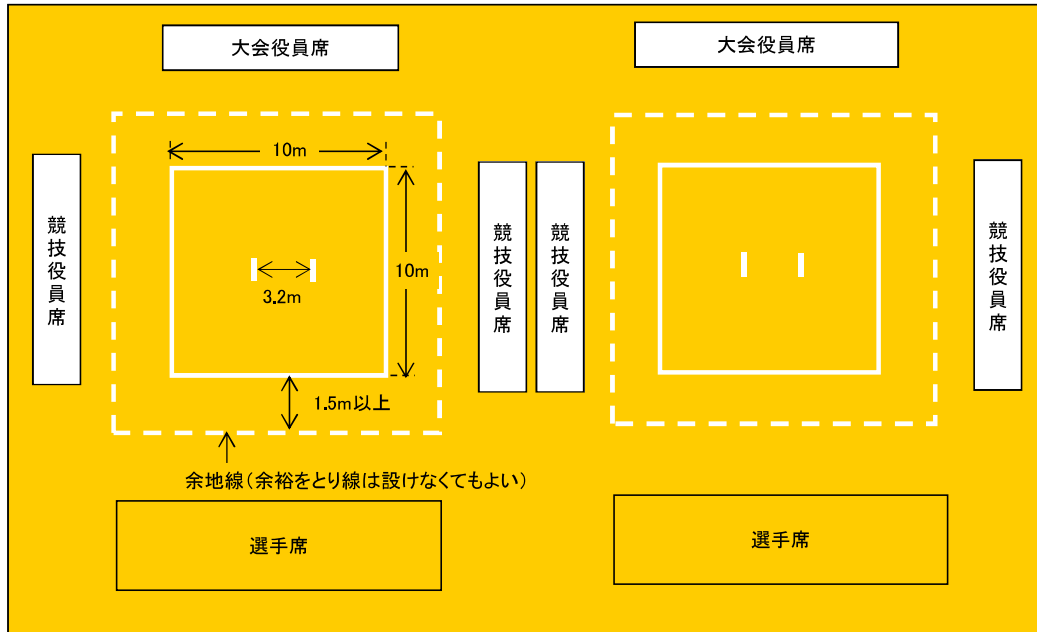 大会役員席
大会役員席
10m
競技役員席
10m
3.2m
競技役員席
競技役員席
競技役員席
1.5m以上
余地線(余裕をとり線は設けなくてもよい)
選手席
選手席